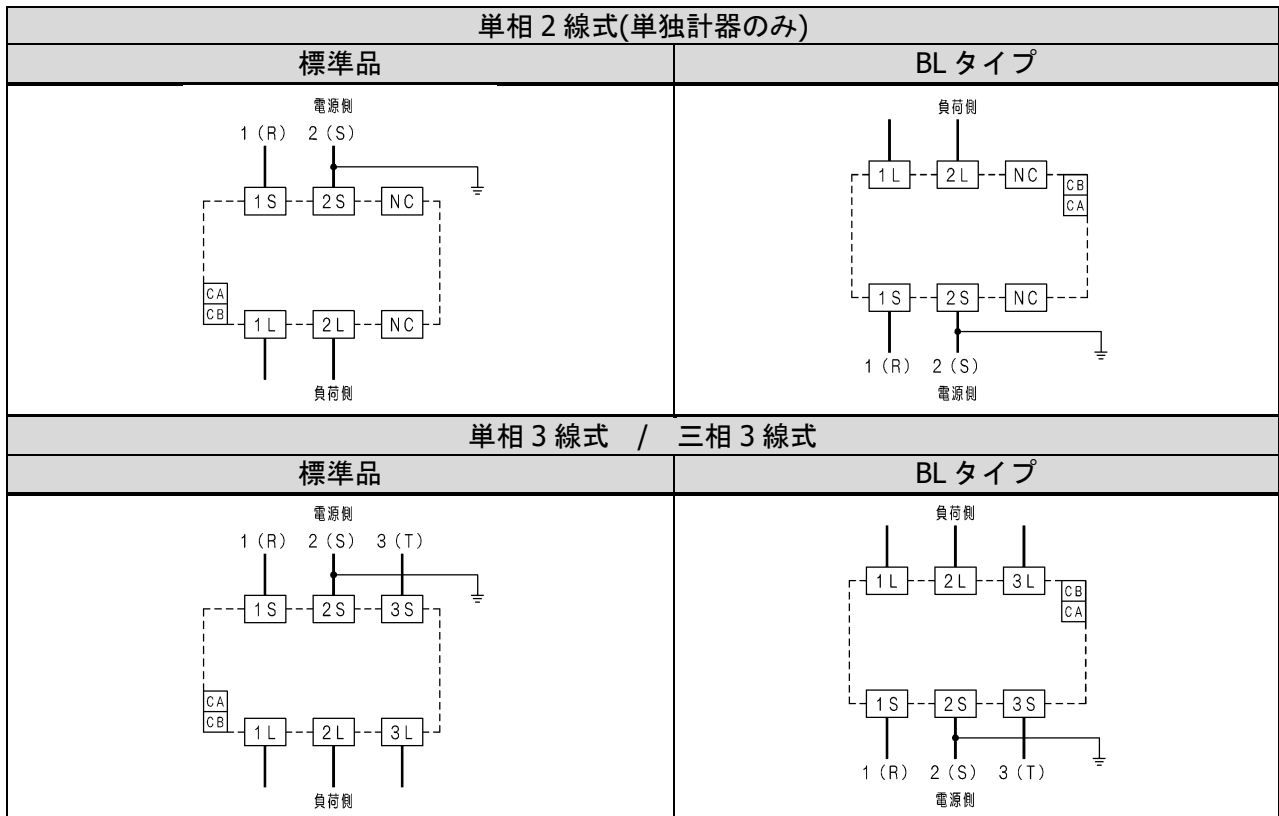 単相 2 線式(単独計器のみ)
標準品
BL タイプ
電源側
1 (R) 2 (S)
1S 2S NC
CA
CB
1L 2L NC
負荷側
負荷側
1L 2L NC
CB
CA
1S 2S NC
1 (R) 2 (S)
電源側
単相 3 線式 / 三相 3 線式
標準品
BL タイプ
電源側
1 (R) 2 (S) 3 (T)
1S 2S 3S
CA
CB
1L 2L 3L
負荷側
負荷側
1L 2L 3L
CB
CA
1S 2S 3S
1 (R) 2 (S) 3 (T)
電源側